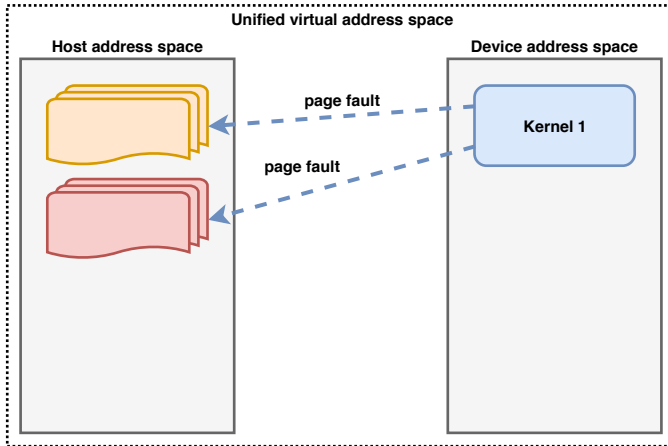 Unified virtual address space
Host address space
Device address space
page fault
Kernel 1
page fault